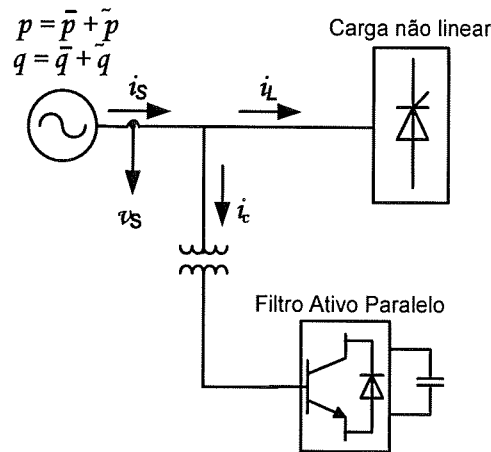 p = p̄ + p̃
q = q̄ + q̃
Carga não linear
iS
iL
vS
ic
Filtro Ativo Paralelo